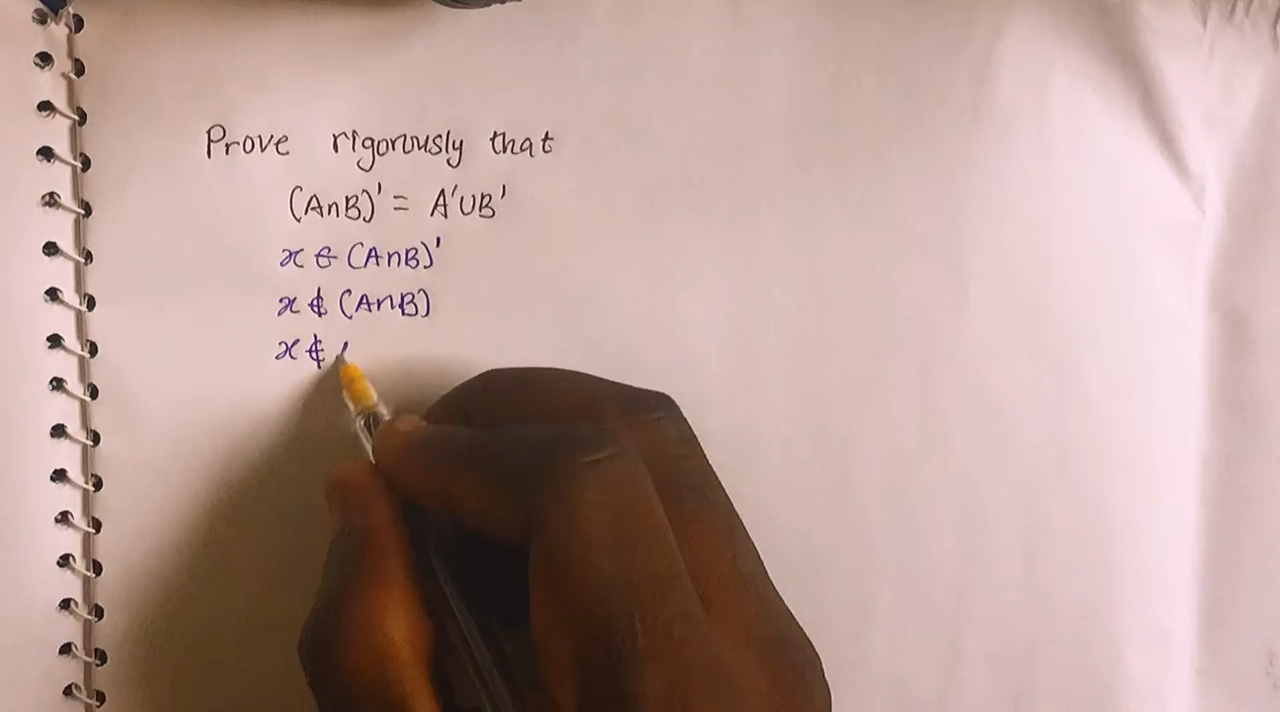 Prove rigorously that
(A∩B)' = A'∪B'
x ∈ (A∩B)'
x ∉ (A∩B)
x ∉